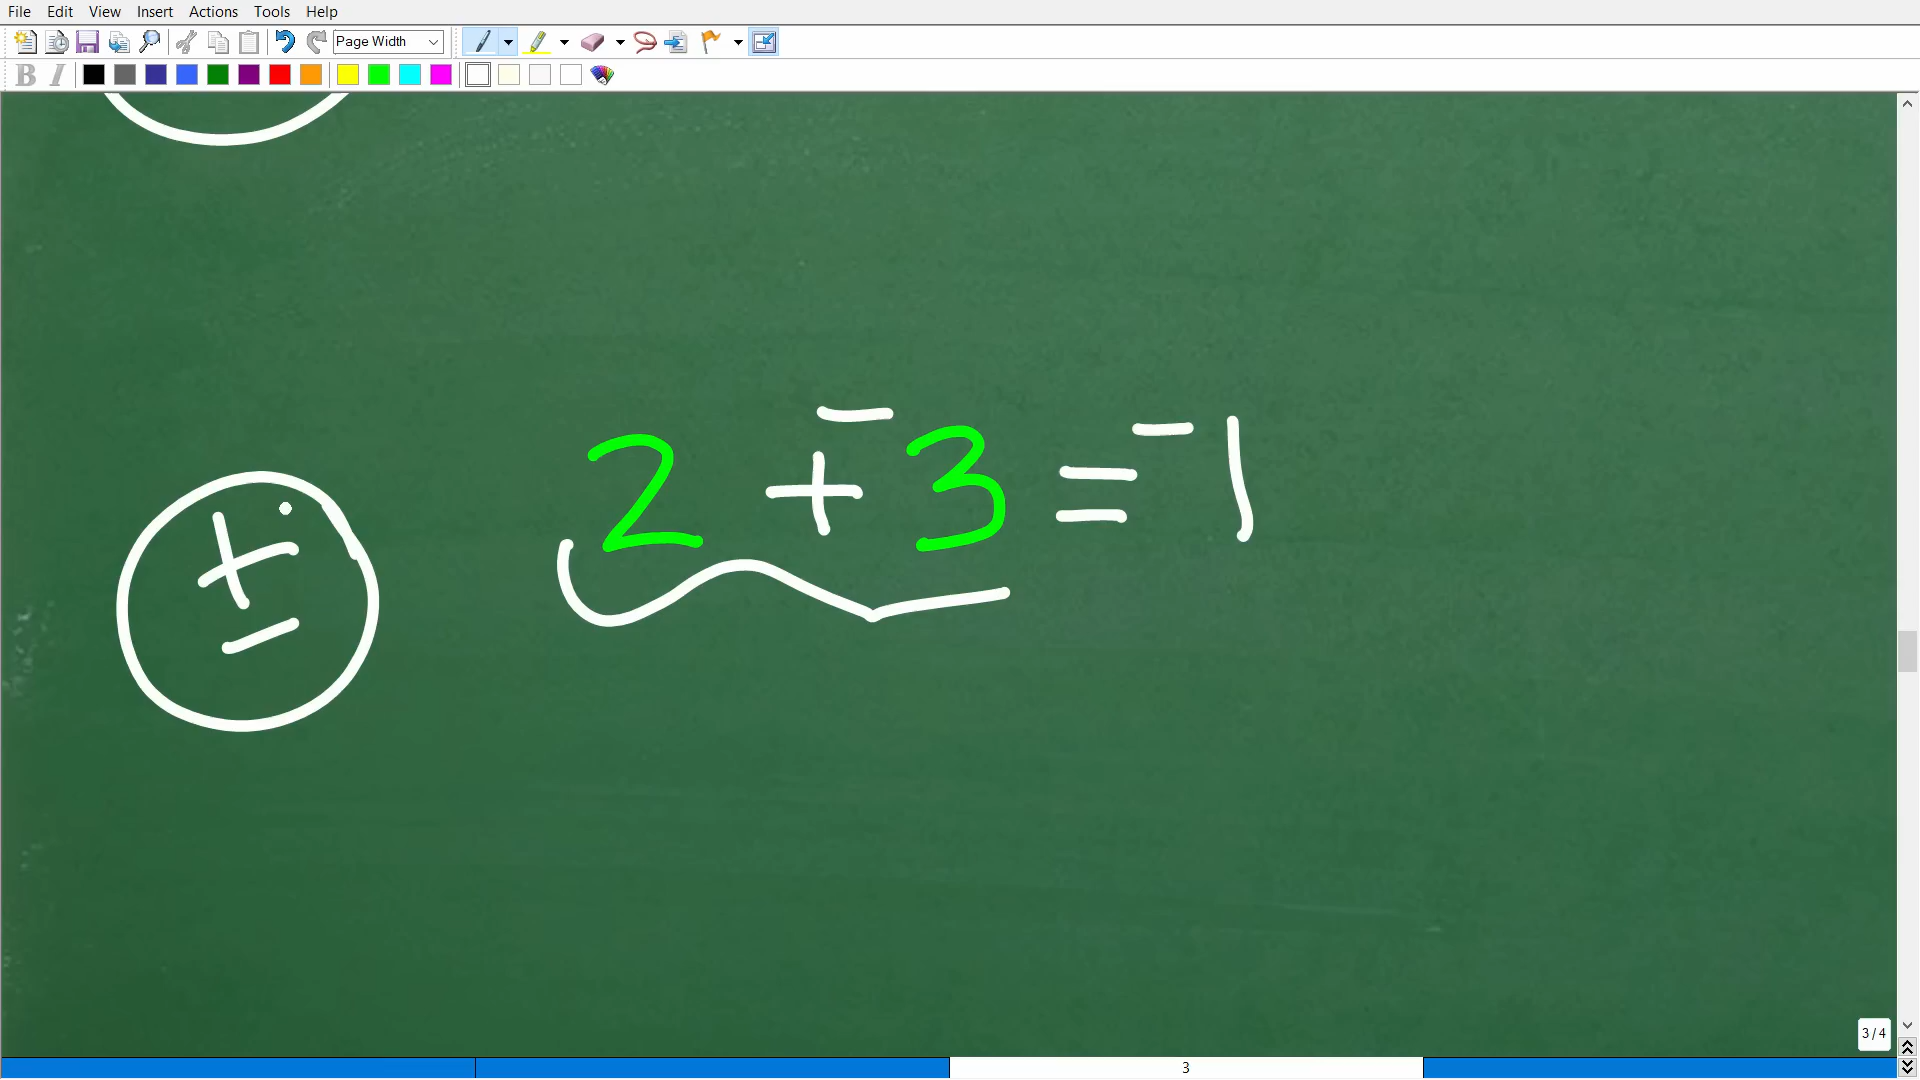 File Edit View Insert Actions Tools Help
Page Width
B I
2 + ⁻3 = ⁻1
±
3 / 4
3